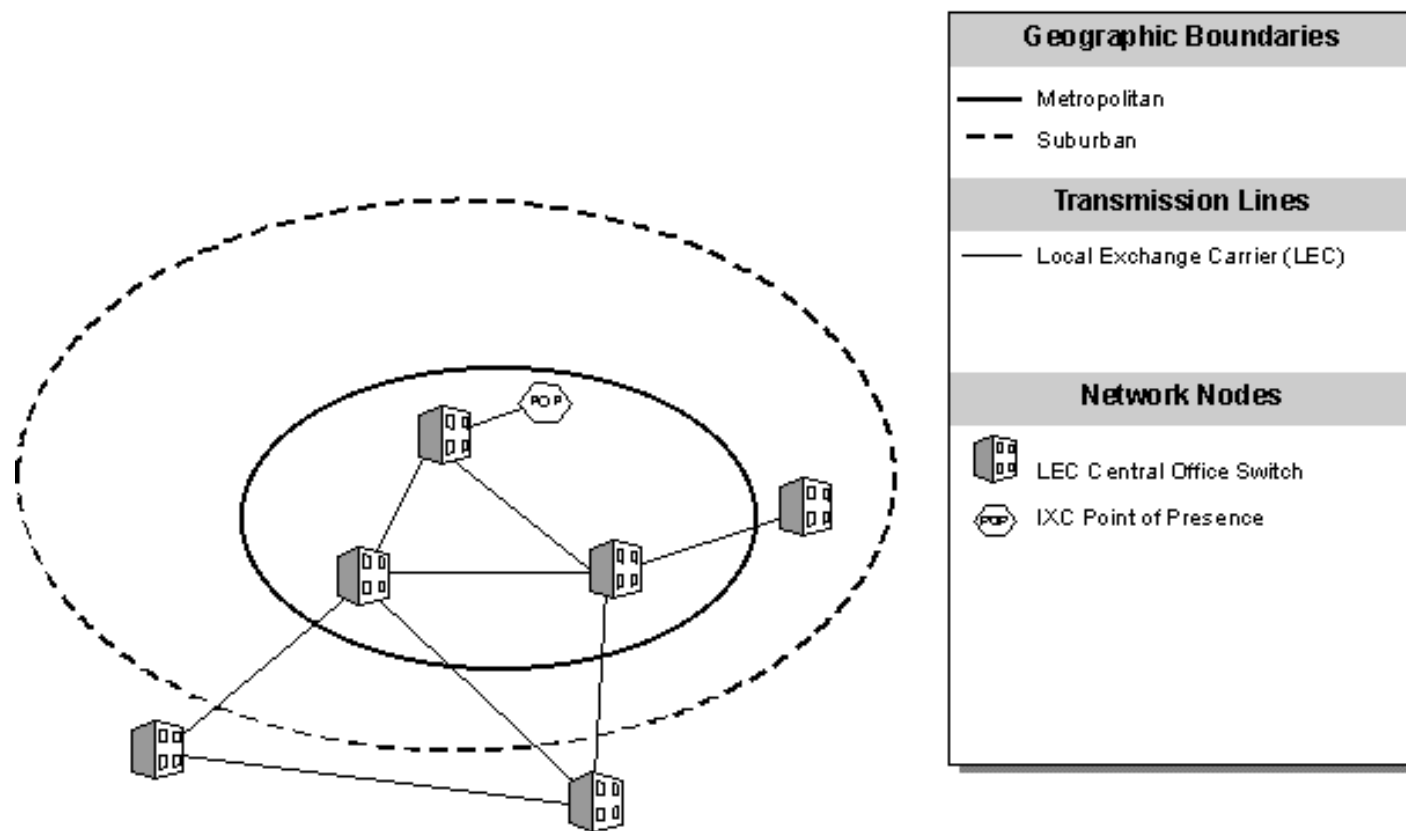 Geographic Boundaries
Metropolitan
Suburban
Transmission Lines
Local Exchange Carrier (LEC)
Network Nodes
LEC Central Office Switch
POP
IXC Point of Presence
POP